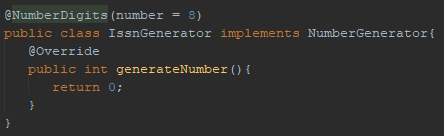 @NumberDigits(number = 8)
public class IssnGenerator implements NumberGenerator{
@Override
public int generateNumber(){
return 0;
}
}